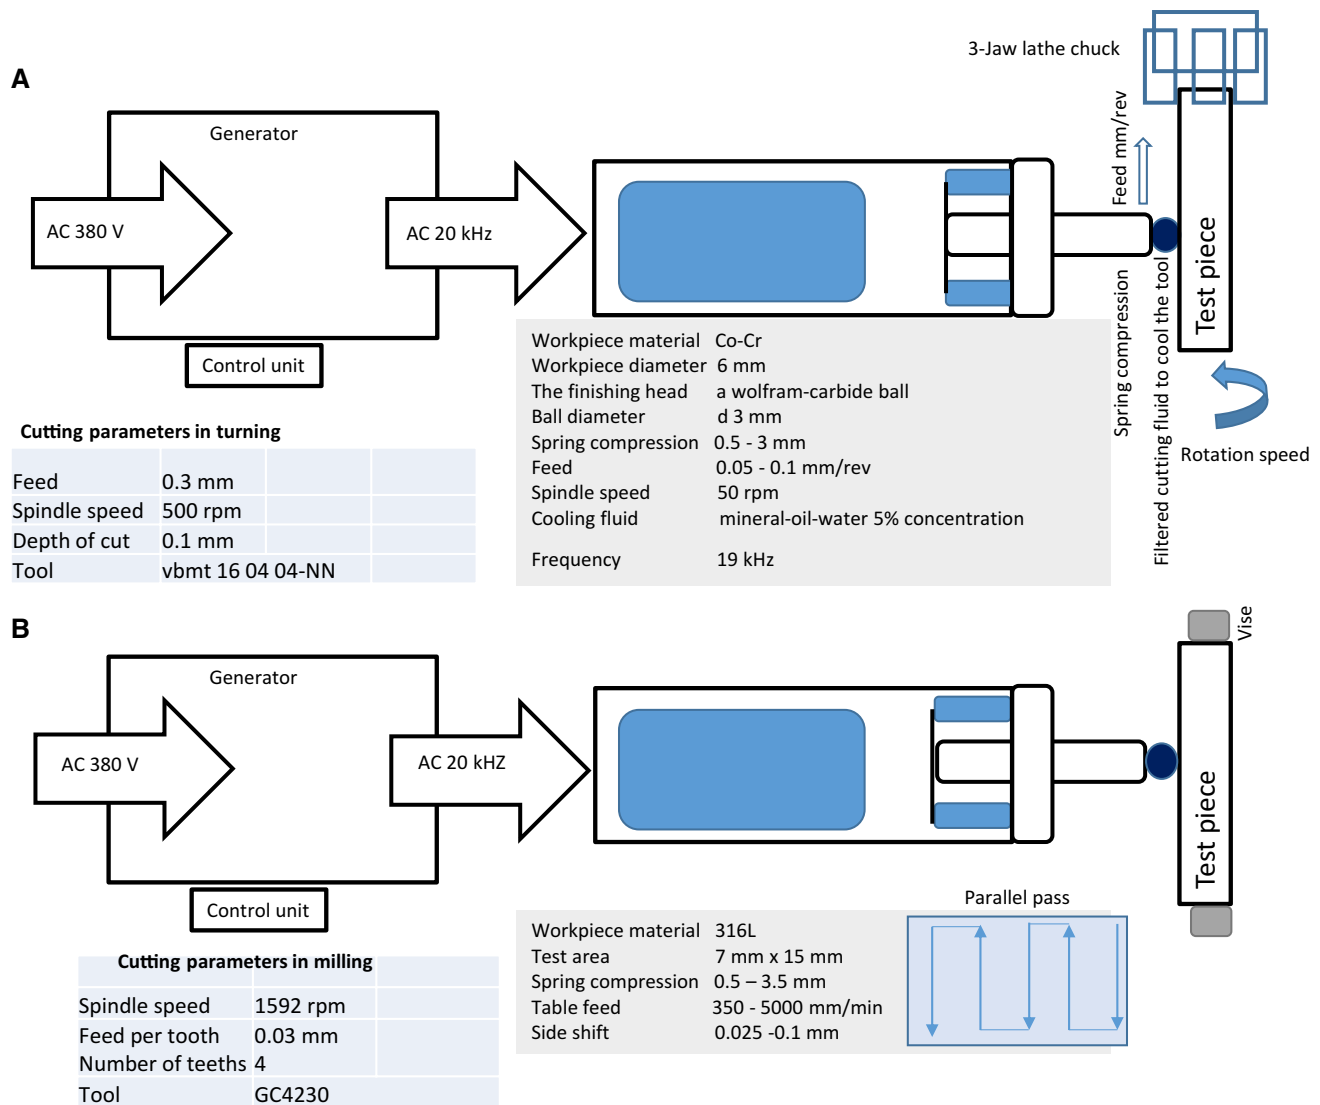 A
3-Jaw lathe chuck
Generator
AC 380 V
AC 20 kHz
Control unit
Feed mm/rev
Spring compression
Filtered cutting fluid to cool the tool
Test piece
Rotation speed
Workpiece material Co-Cr
Workpiece diameter 6 mm
The finishing head a wolfram-carbide ball
Ball diameter d 3 mm
Spring compression 0.5 - 3 mm
Feed 0.05 - 0.1 mm/rev
Spindle speed 50 rpm
Cooling fluid mineral-oil-water 5% concentration
Frequency 19 kHz
Cutting parameters in turning
Feed 0.3 mm
Spindle speed 500 rpm
Depth of cut 0.1 mm
Tool vbmt 16 04 04-NN
B
Generator
AC 380 V
AC 20 kHZ
Control unit
Vise
Test piece
Parallel pass
Workpiece material 316L
Test area 7 mm x 15 mm
Spring compression 0.5 – 3.5 mm
Table feed 350 - 5000 mm/min
Side shift 0.025 -0.1 mm
Cutting parameters in milling
Spindle speed 1592 rpm
Feed per tooth 0.03 mm
Number of teeths 4
Tool GC4230